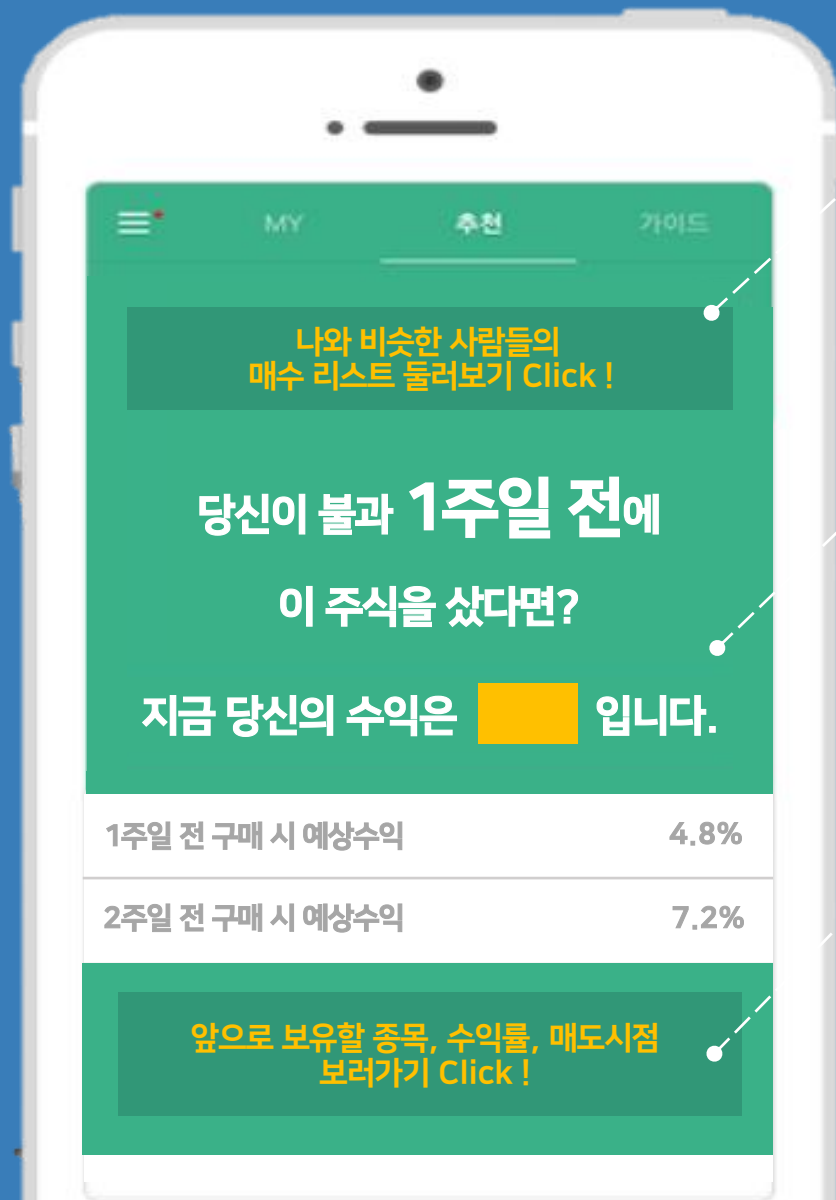 MY 추천 가이드
나와 비슷한 사람들의
매수 리스트 둘러보기 Click !
당신이 불과 1주일 전에
이 주식을 샀다면?
지금 당신의 수익은 입니다.
1주일 전 구매 시 예상수익 4.8%
2주일 전 구매 시 예상수익 7.2%
앞으로 보유할 종목, 수익률, 매도시점
보러가기 Click !